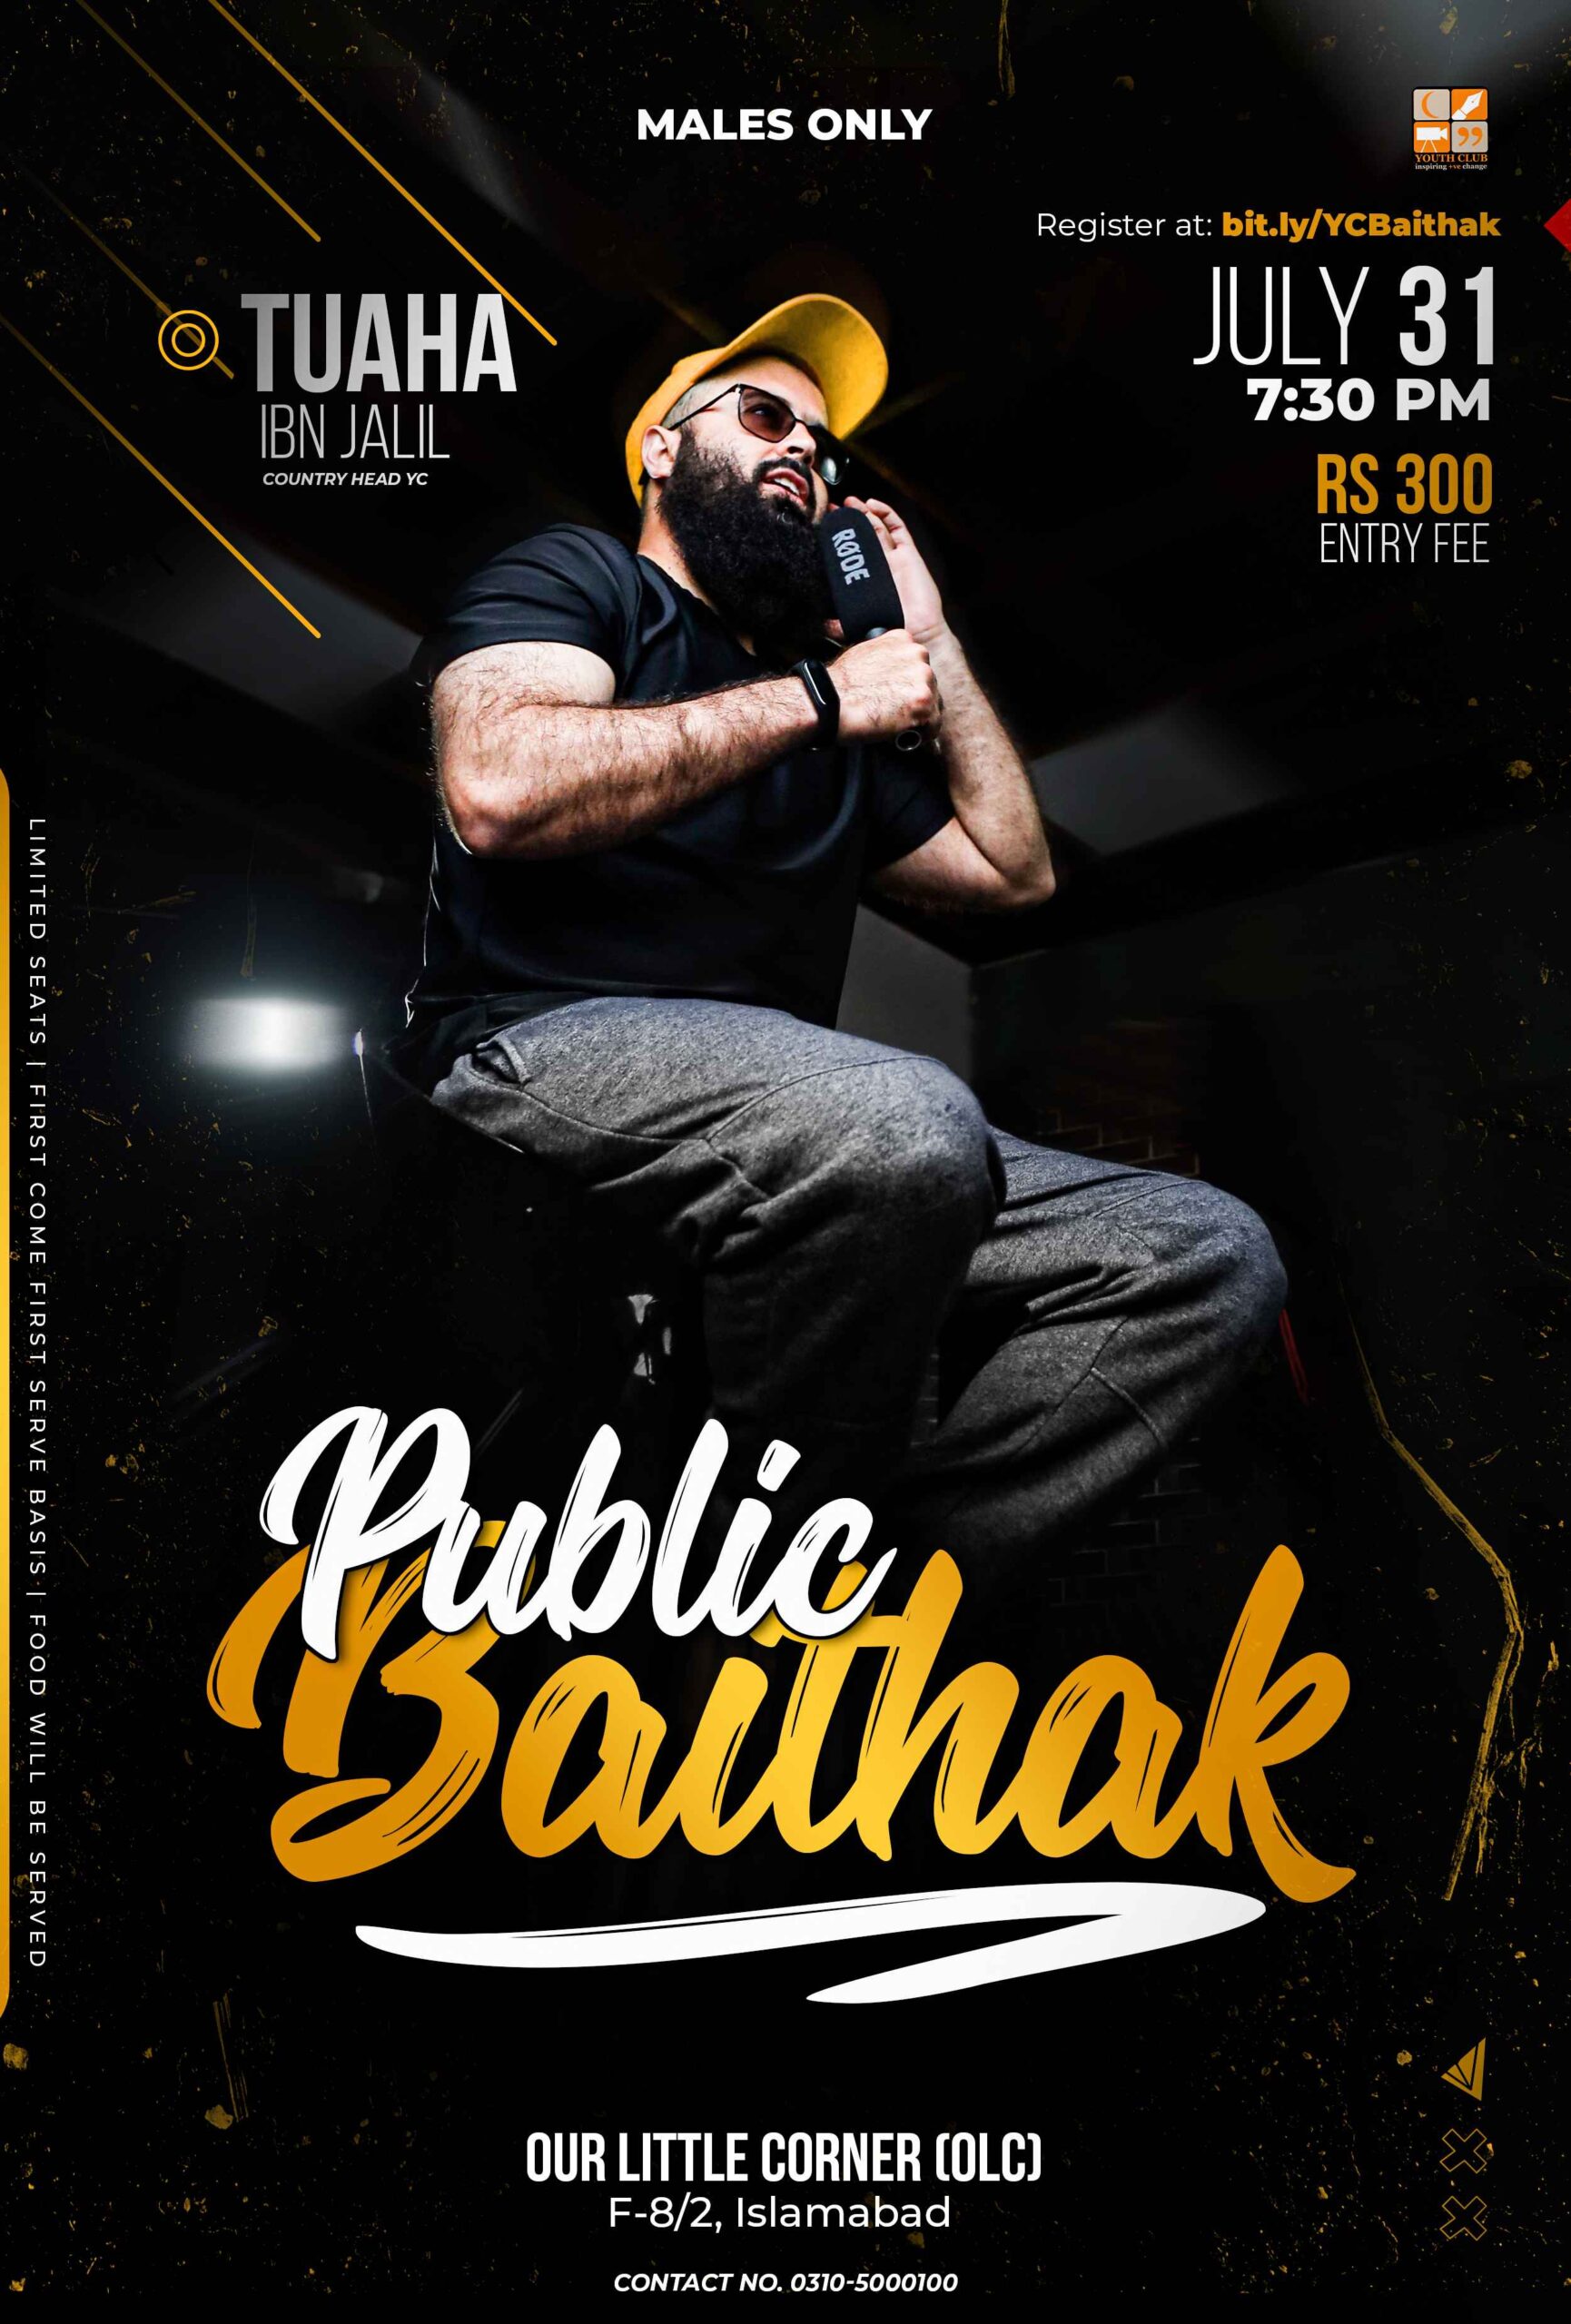 MALES ONLY
YOUTH CLUB
inspiring +ve change
Register at: bit.ly/YCBaithak
JULY 31
7:30 PM
RS 300
ENTRY FEE
TUAHA
IBN JALIL
COUNTRY HEAD YC
RØDE
LIMITED SEATS | FIRST COME FIRST SERVE BASIS | FOOD WILL BE SERVED
Public
Baithak
OUR LITTLE CORNER (OLC)
F-8/2, Islamabad
CONTACT NO. 0310-5000100